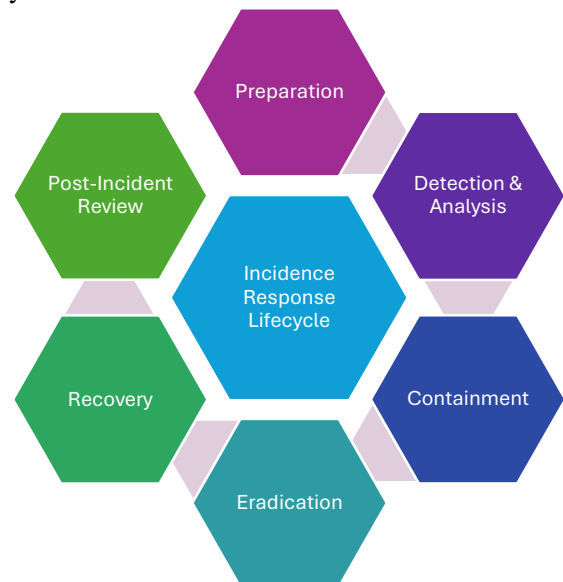 Preparation
Detection &
Analysis
Containment
Eradication
Recovery
Post-Incident
Review
Incidence
Response
Lifecycle